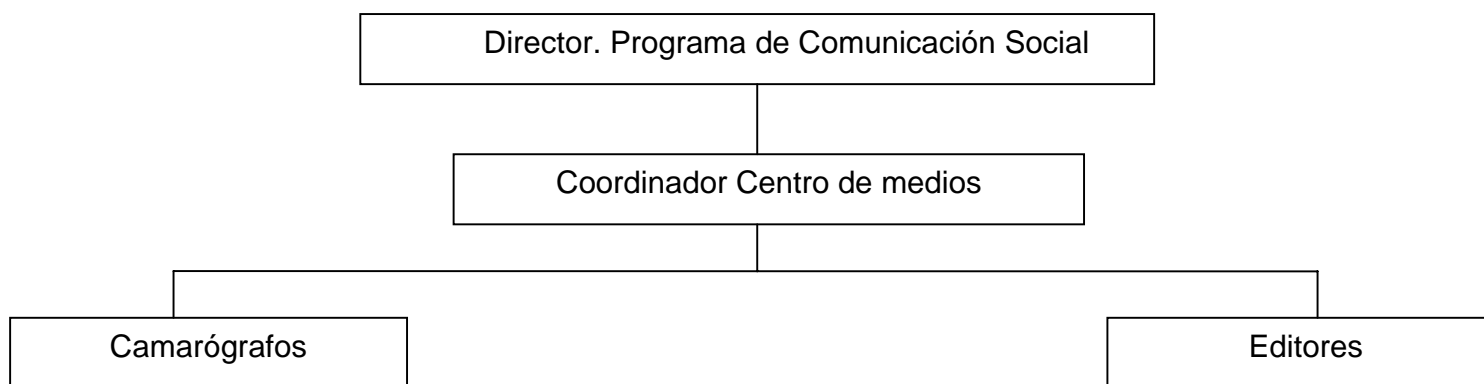 Director. Programa de Comunicación Social
Coordinador Centro de medios
Camarógrafos
Editores